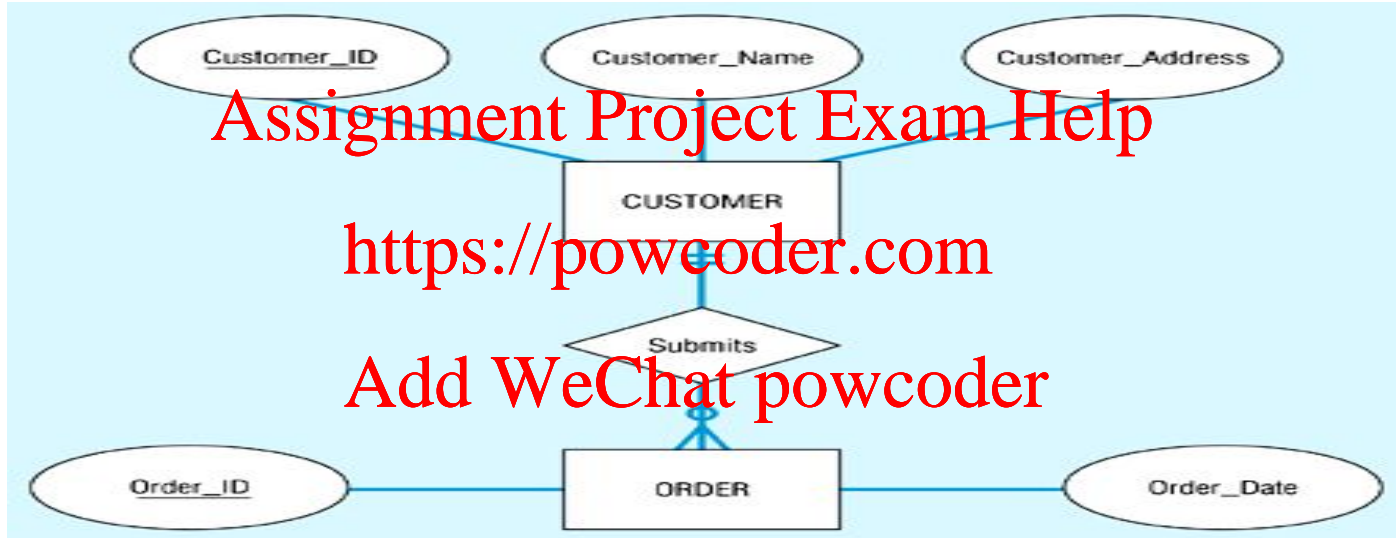 Customer_ID Customer_Name Customer_Address
Assignment Project Exam Help
CUSTOMER
https://powcoder.com
Submits
Add WeChat powcoder
Order_ID ORDER Order_Date